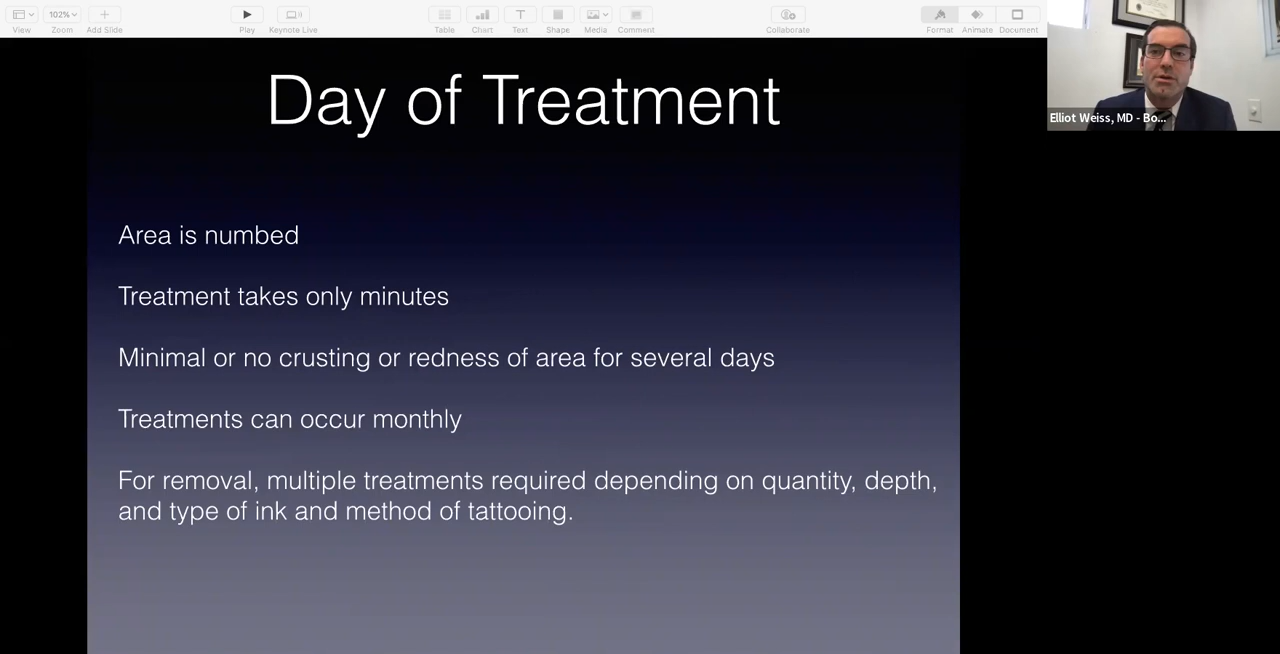 View
102%
Zoom
Add Slide
Play
Keynote Live
Table
Chart
Text
Shape
Media
Comment
Collaborate
Format
Animate
Document
Elliot Weiss, MD - Bo...
Day of Treatment
Area is numbed
Treatment takes only minutes
Minimal or no crusting or redness of area for several days
Treatments can occur monthly
For removal, multiple treatments required depending on quantity, depth,
and type of ink and method of tattooing.